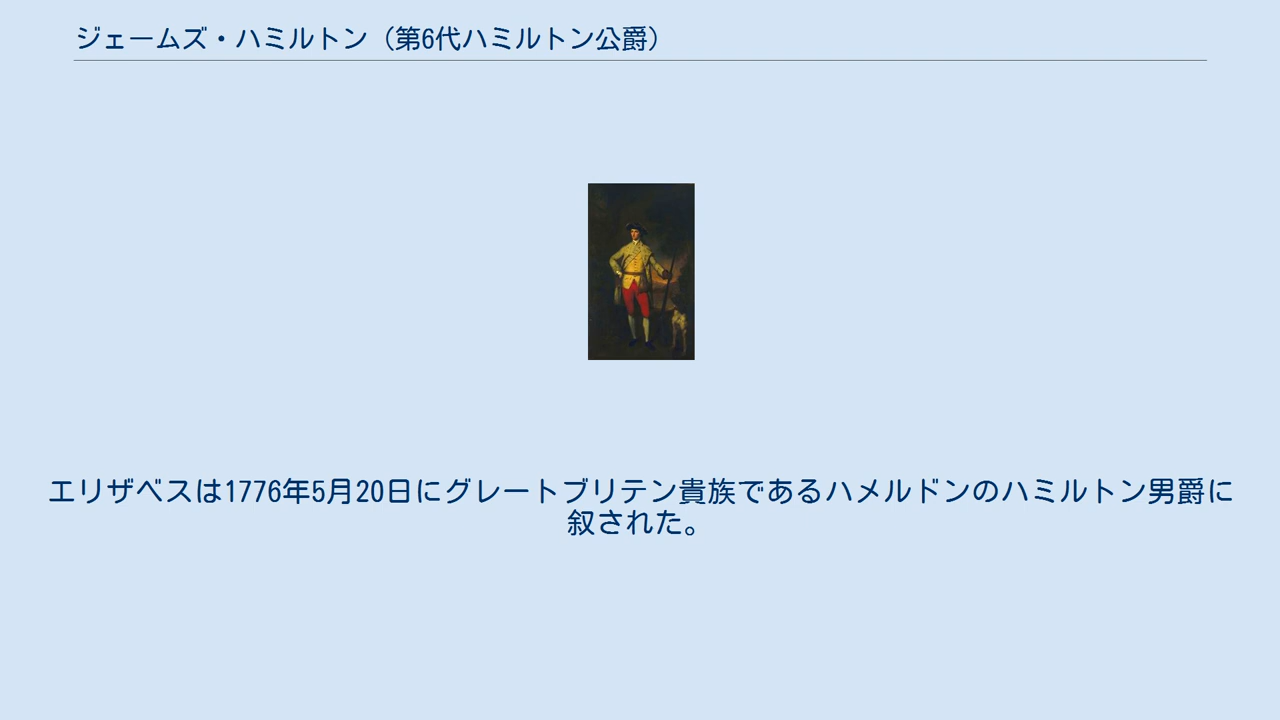 ジェームズ・ハミルトン（第6代ハミルトン公爵）
エリザベスは1776年5月20日にグレートブリテン貴族であるハメルドンのハミルトン男爵に
叙された。